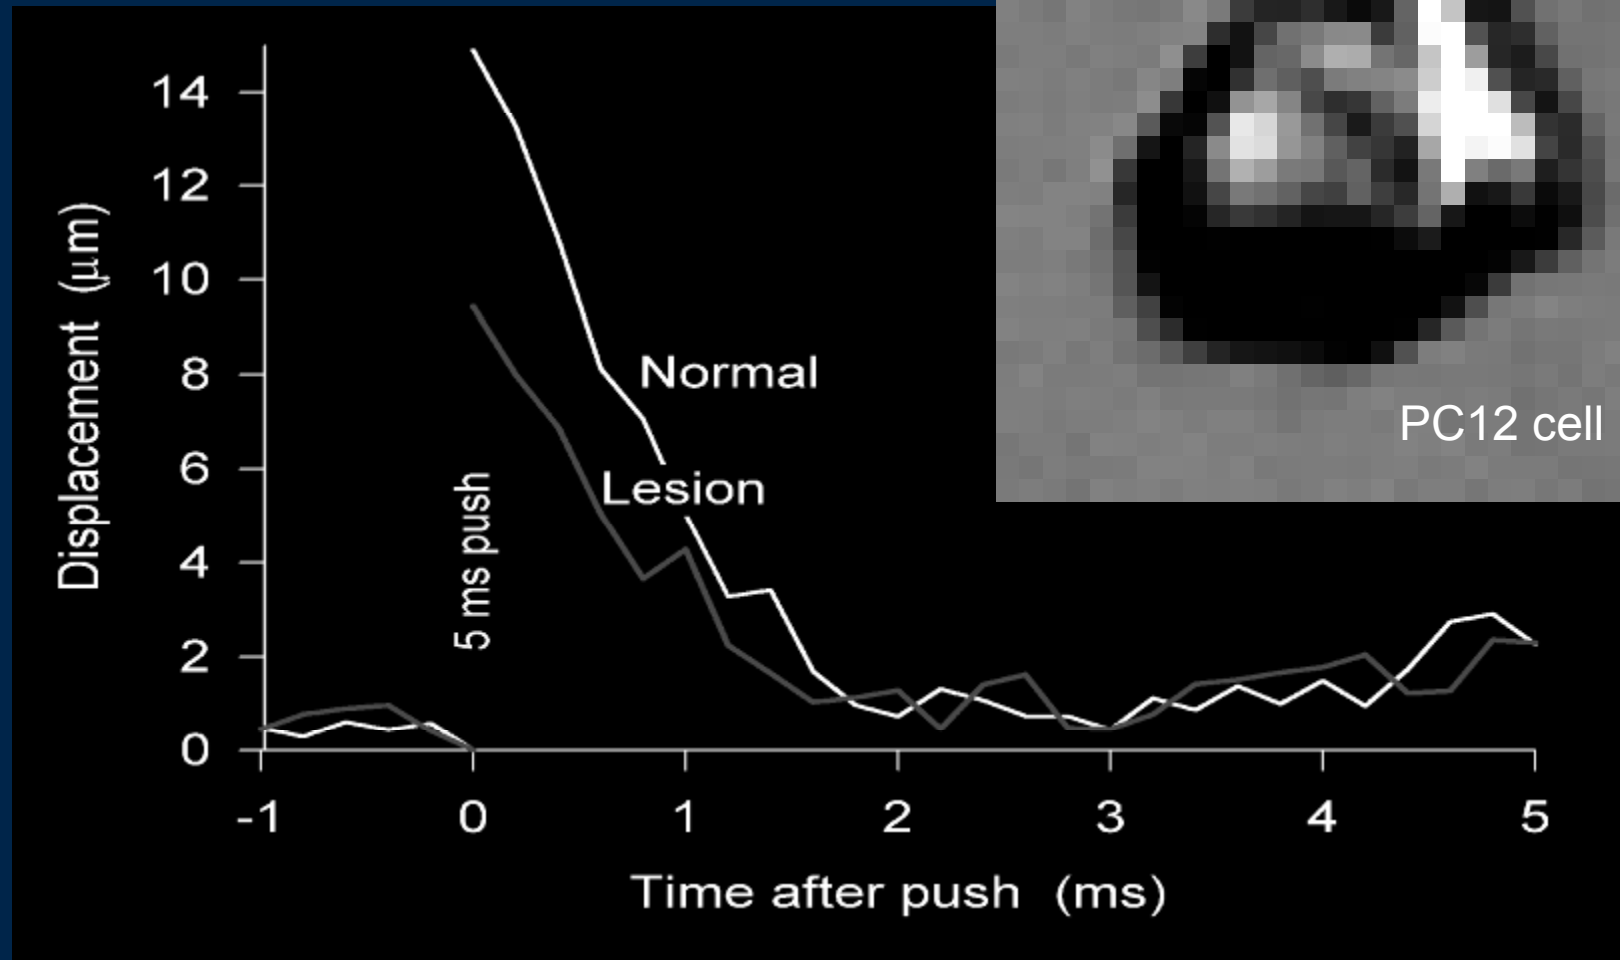 14
12
10
8
6
4
2
0
Displacement (μm)
5 ms push
Normal
Lesion
PC12 cell
-1 0 1 2 3 4 5
Time after push (ms)